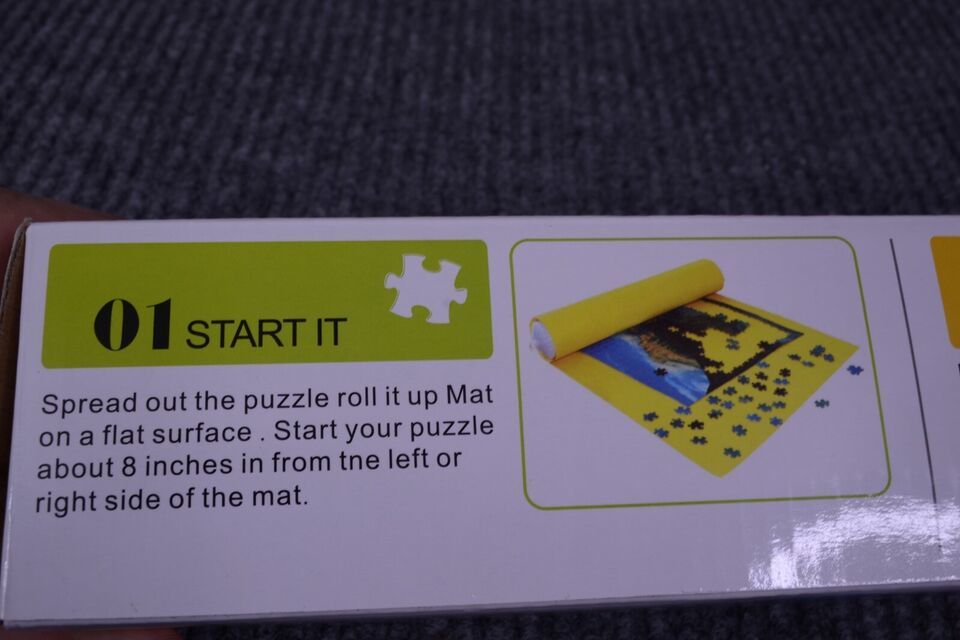 01 START IT
Spread out the puzzle roll it up Mat
on a flat surface . Start your puzzle
about 8 inches in from tne left or
right side of the mat.